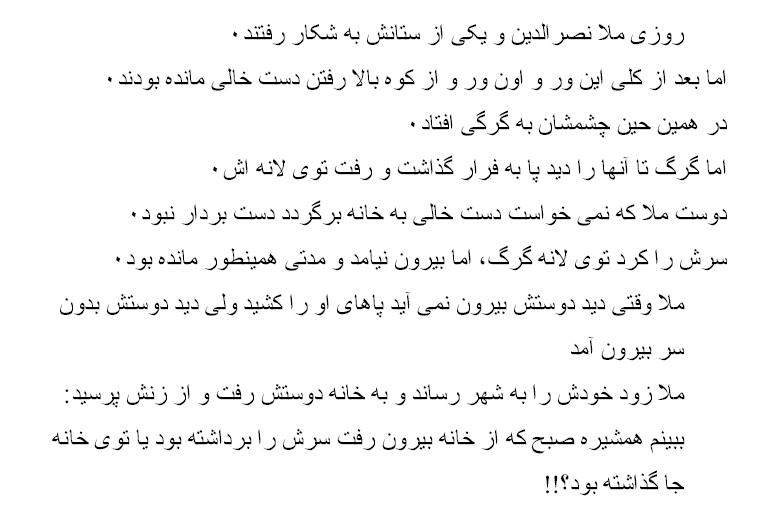 روزی ملا نصرالدین و یکی از ستانش به شکار رفتند٠
اما بعد از کلی این ور و اون ور و از کوه بالا رفتن دست خالی مانده بودند٠
در همین حین چشمشان به گرگی افتاد٠
اما گرگ تا آنها را دید پا به فرار گذاشت و رفت توی لانه اش٠
دوست ملا که نمی خواست دست خالی به خانه برگردد دست بردار نبود٠
سرش را کرد توی لانه گرگ، اما بیرون نیامد و مدتی همینطور مانده بود٠
ملا وقتی دید دوستش بیرون نمی آید پاهای او را کشید ولی دید دوستش بدون
سر بیرون آمد
ملا زود خودش را به شهر رساند و به خانه دوستش رفت و از زنش پرسید:
ببینم همشیره صبح که از خانه بیرون رفت سرش را برداشته بود یا توی خانه
جا گذاشته بود؟!!